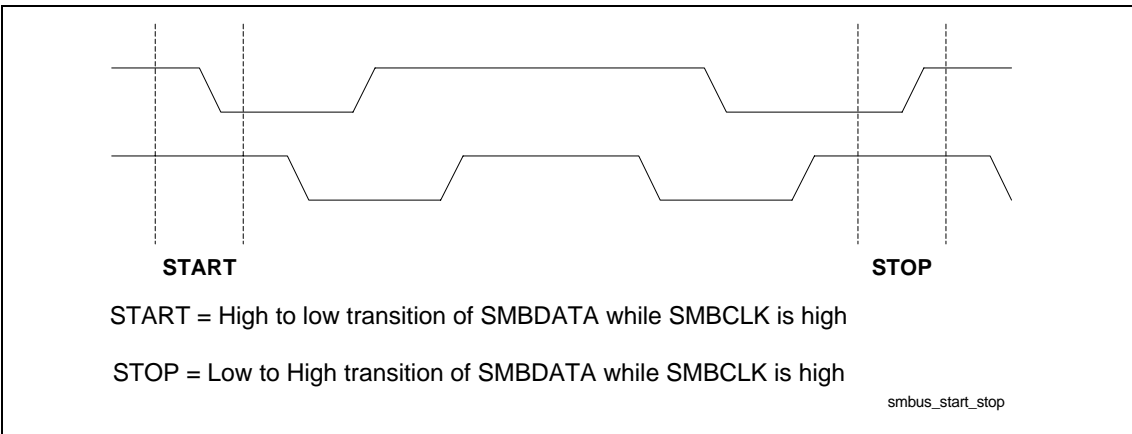 START STOP
START = High to low transition of SMBDATA while SMBCLK is high
STOP = Low to High transition of SMBDATA while SMBCLK is high
smbus_start_stop